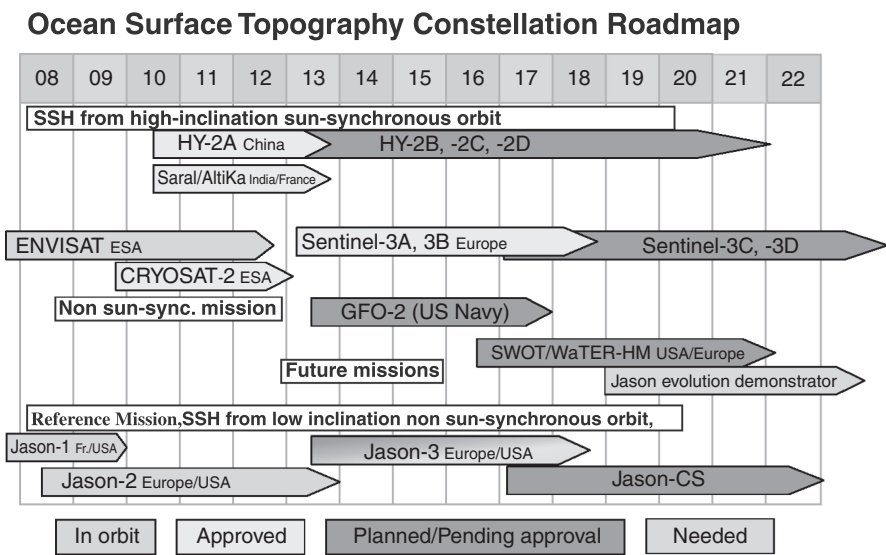 Ocean Surface Topography Constellation Roadmap
08 09 10 11 12 13 14 15 16 17 18 19 20 21 22
SSH from high-inclination sun-synchronous orbit
HY-2A China
HY-2B, -2C, -2D
Saral/AltiKa India/France
ENVISAT ESA
Sentinel-3A, 3B Europe
Sentinel-3C, -3D
CRYOSAT-2 ESA
Non sun-sync. mission
GFO-2 (US Navy)
SWOT/WaTER-HM USA/Europe
Future missions
Jason evolution demonstrator
Reference Mission,SSH from low inclination non sun-synchronous orbit,
Jason-1 Fr./USA
Jason-3 Europe/USA
Jason-2 Europe/USA
Jason-CS
In orbit
Approved
Planned/Pending approval
Needed